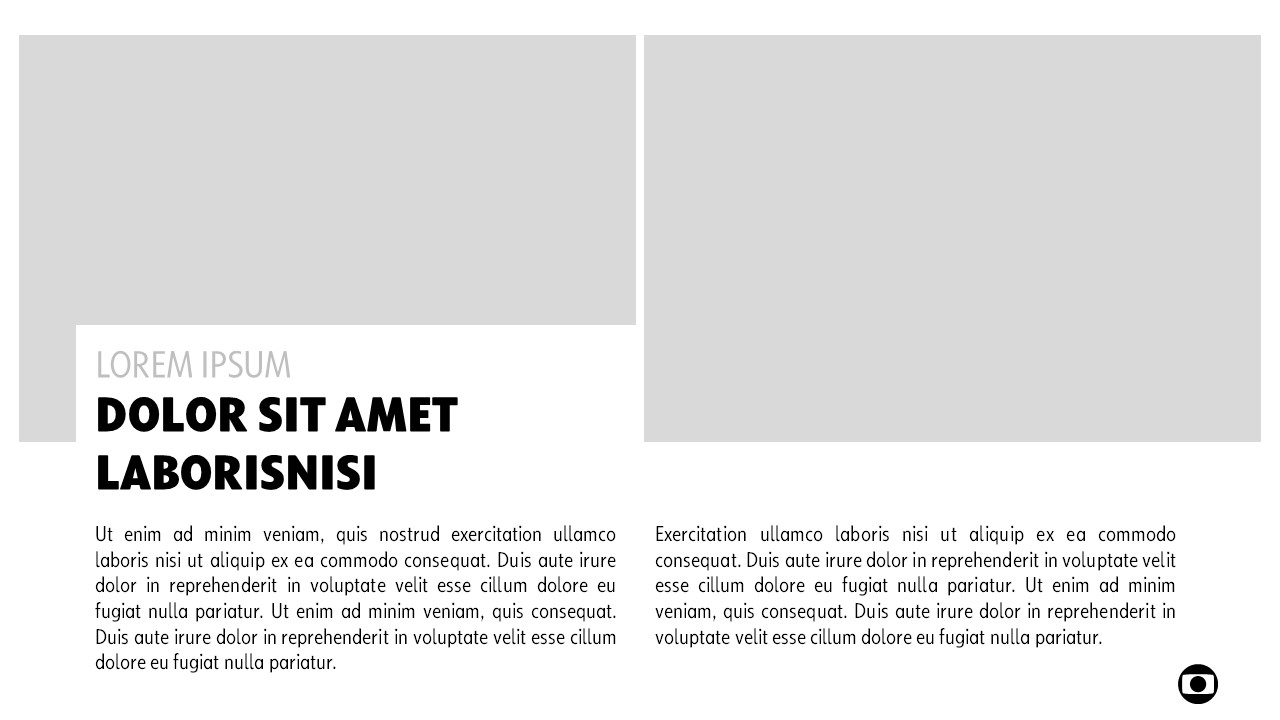 LOREM IPSUM
DOLOR SIT AMET
LABORISNISI
Ut enim ad minim veniam, quis nostrud exercitation ullamco
laboris nisi ut aliquip ex ea commodo consequat. Duis aute irure
dolor in reprehenderit in voluptate velit esse cillum dolore eu
fugiat nulla pariatur. Ut enim ad minim veniam, quis consequat.
Duis aute irure dolor in reprehenderit in voluptate velit esse cillum
dolore eu fugiat nulla pariatur.
Exercitation ullamco laboris nisi ut aliquip ex ea commodo
consequat. Duis aute irure dolor in reprehenderit in voluptate velit
esse cillum dolore eu fugiat nulla pariatur. Ut enim ad minim
veniam, quis consequat. Duis aute irure dolor in reprehenderit in
voluptate velit esse cillum dolore eu fugiat nulla pariatur.